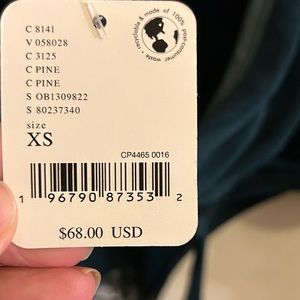 C 8141
V 058028
C 3125
C PINE
C PINE
S OB1309822
S 80237340
size
XS
recyclable & made of 100% post-consumer waste
CP4465 0016
1 96790 87353 2
$68.00 USD